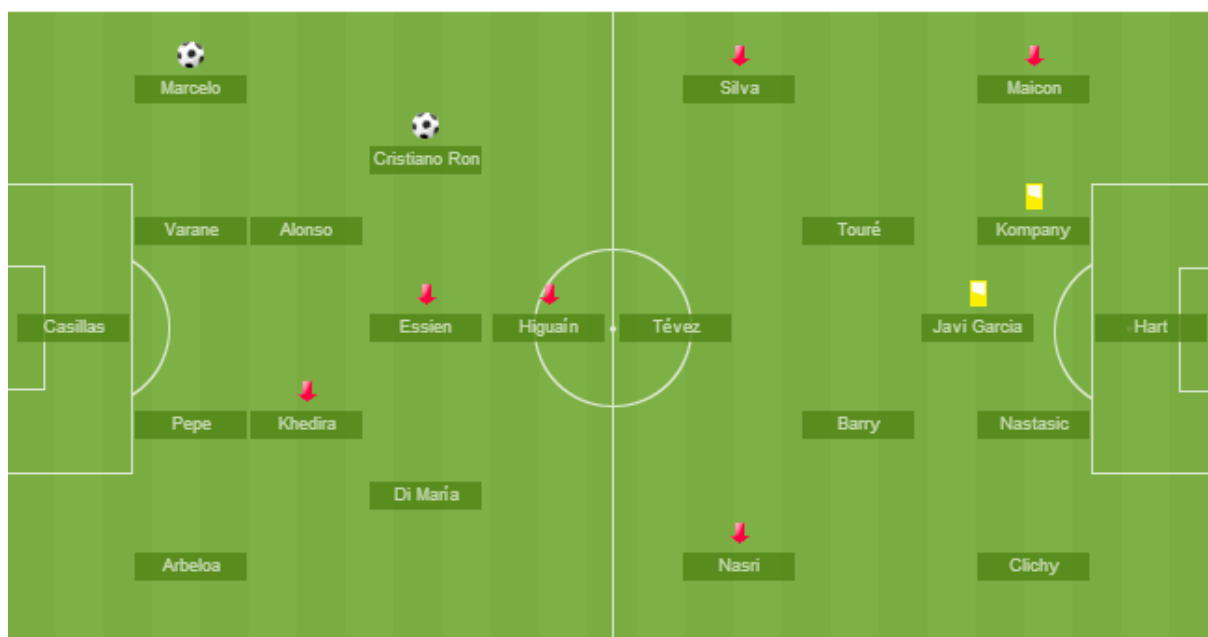 Marcelo
Silva
Maicon
Cristiano Ron
Varane
Alonso
Touré
Kompany
Casillas
Essien
Higuaín
Tévez
Javi Garcia
Hart
Pepe
Khedira
Barry
Nastasic
Di María
Arbeloa
Nasri
Clichy